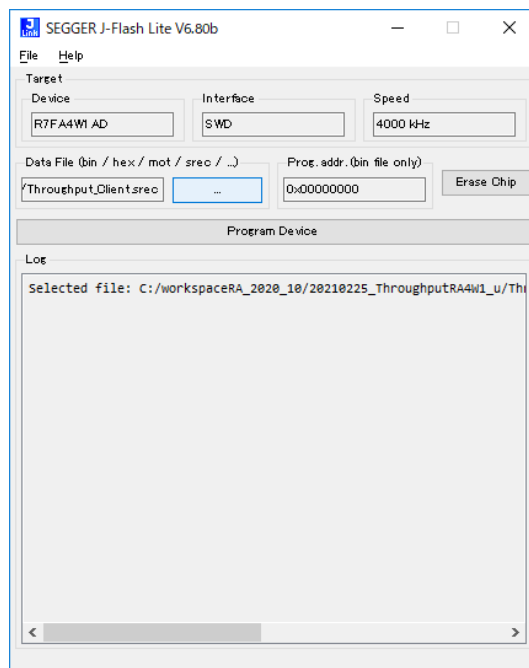 SEGGER J-Flash Lite V6.80b
File Help
Target
Device Interface Speed
R7FA4W1AD SWD 4000 kHz
Data File (bin / hex / mot / srec / ...) Prog. addr. (bin file only)
/Throughput_Client.srec ... 0x00000000 Erase Chip
Program Device
Log
Selected file: C:/workspaceRA_2020_10/20210225_ThroughputRA4W1_u/Thr